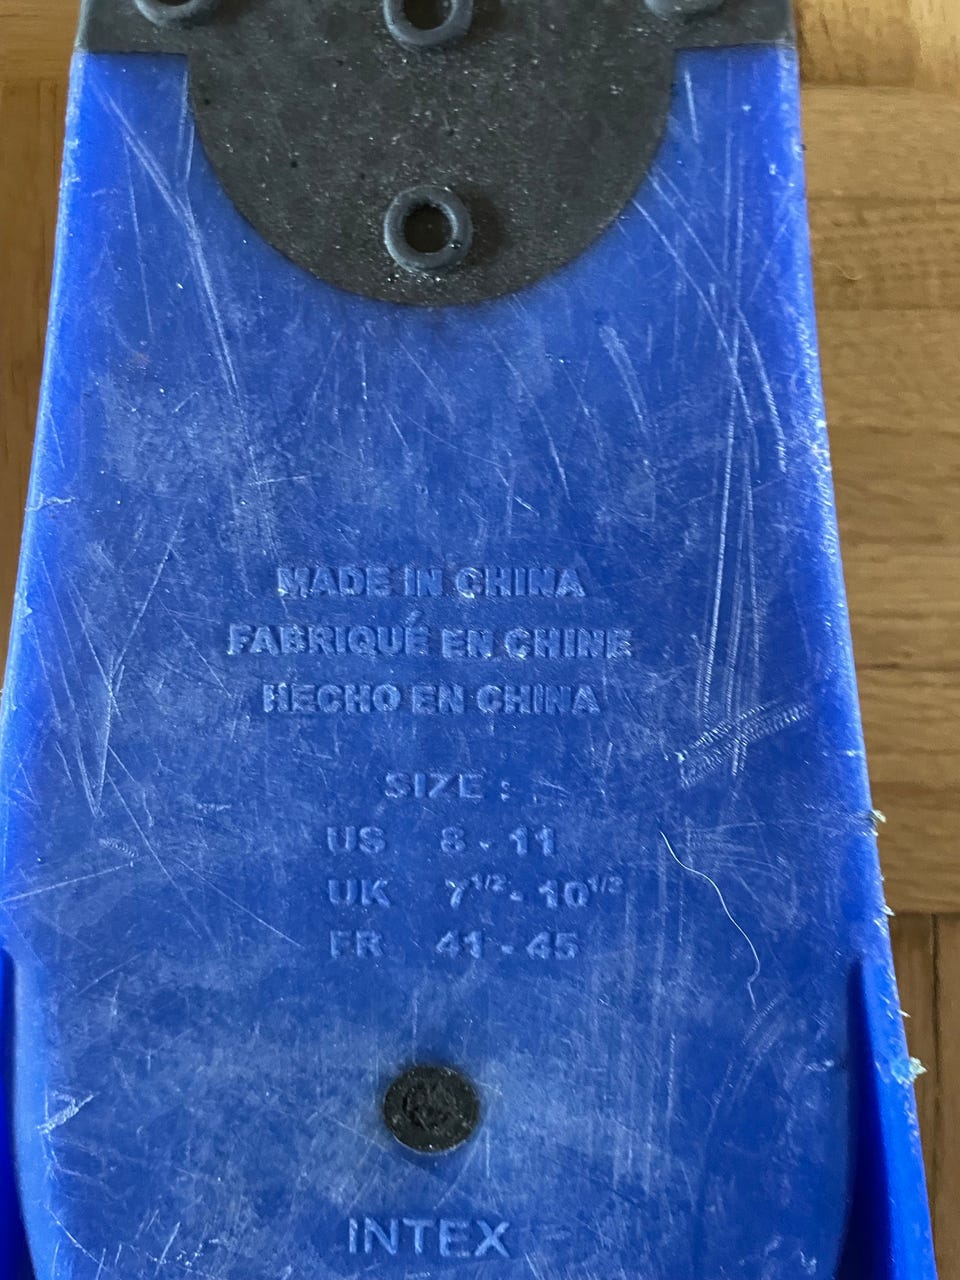 MADE IN CHINA
FABRIQUÉ EN CHINE
HECHO EN CHINA
SIZE :
US 8 - 11
UK 7 1/2 - 10 1/2
FR 41 - 45
INTEX